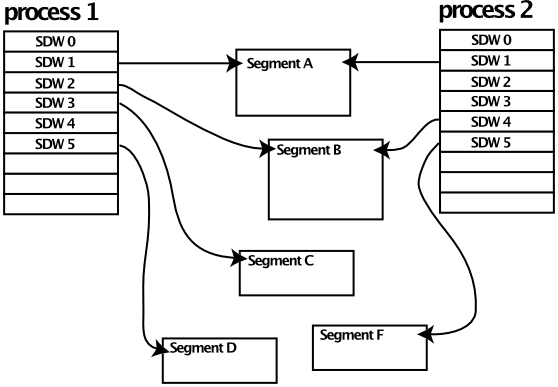 process 1
SDW 0
SDW 1
SDW 2
SDW 3
SDW 4
SDW 5
process 2
SDW 0
SDW 1
SDW 2
SDW 3
SDW 4
SDW 5
Segment A
Segment B
Segment C
Segment D
Segment F